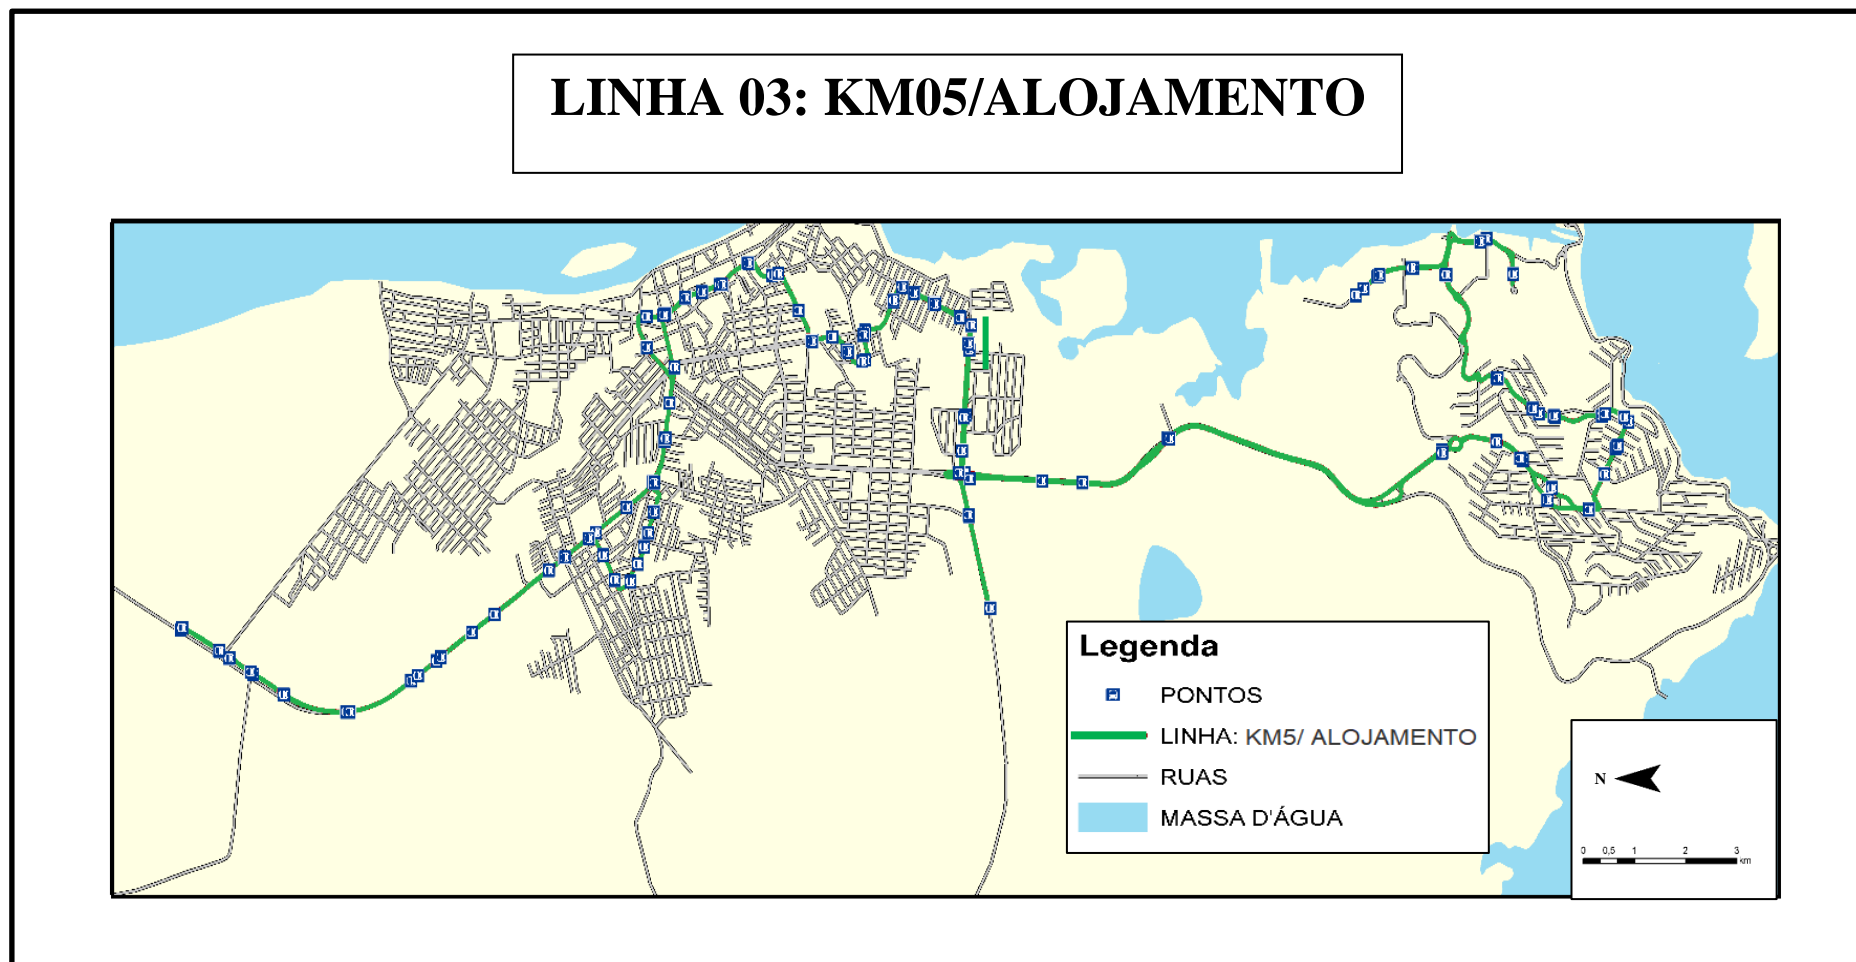 LINHA 03: KM05/ALOJAMENTO
Legenda
PONTOS
LINHA: KM5/ ALOJAMENTO
RUAS
MASSA D'ÁGUA
N
0 0,5 1 2 3
km